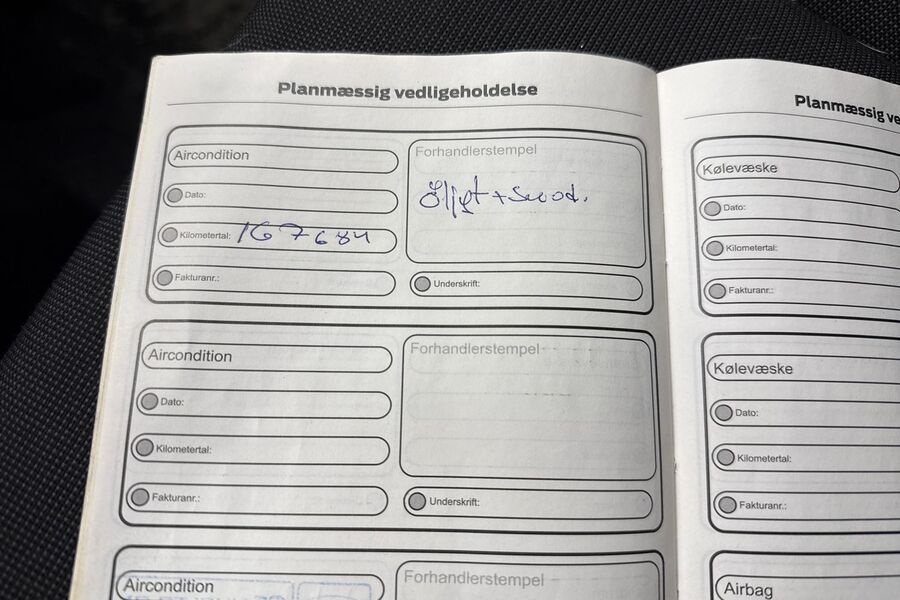 Planmæssig vedligeholdelse
Aircondition
Dato:
Kilometertal: 167684
Fakturanr.:
Forhandlerstempel
+
Underskrift:
Aircondition
Dato:
Kilometertal:
Fakturanr.:
Forhandlerstempel
Underskrift:
Aircondition
Forhandlerstempel
Planmæssig ve
Kølevæske
Dato:
Kilometertal:
Fakturanr.:
Kølevæske
Dato:
Kilometertal:
Fakturanr.:
Airbag